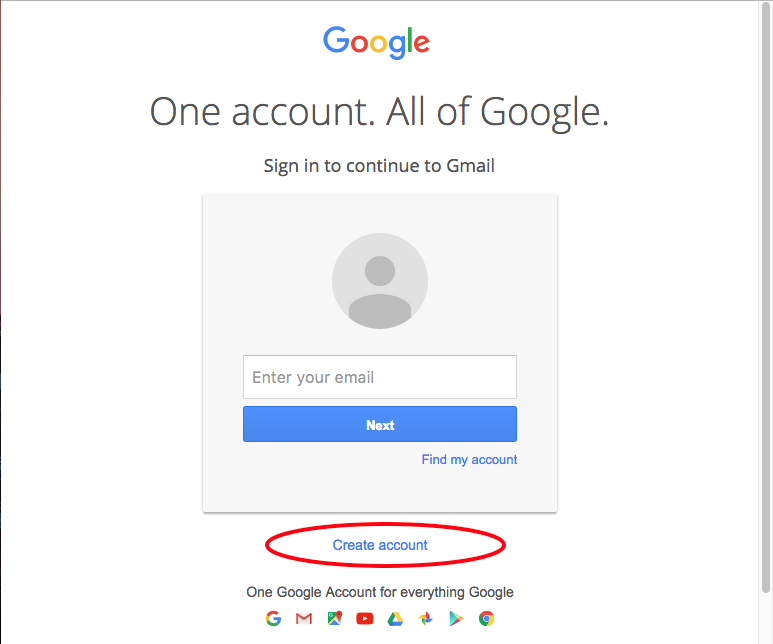 Google
One account. All of Google.
Sign in to continue to Gmail
Enter your email
Next
Find my account
Create account
One Google Account for everything Google